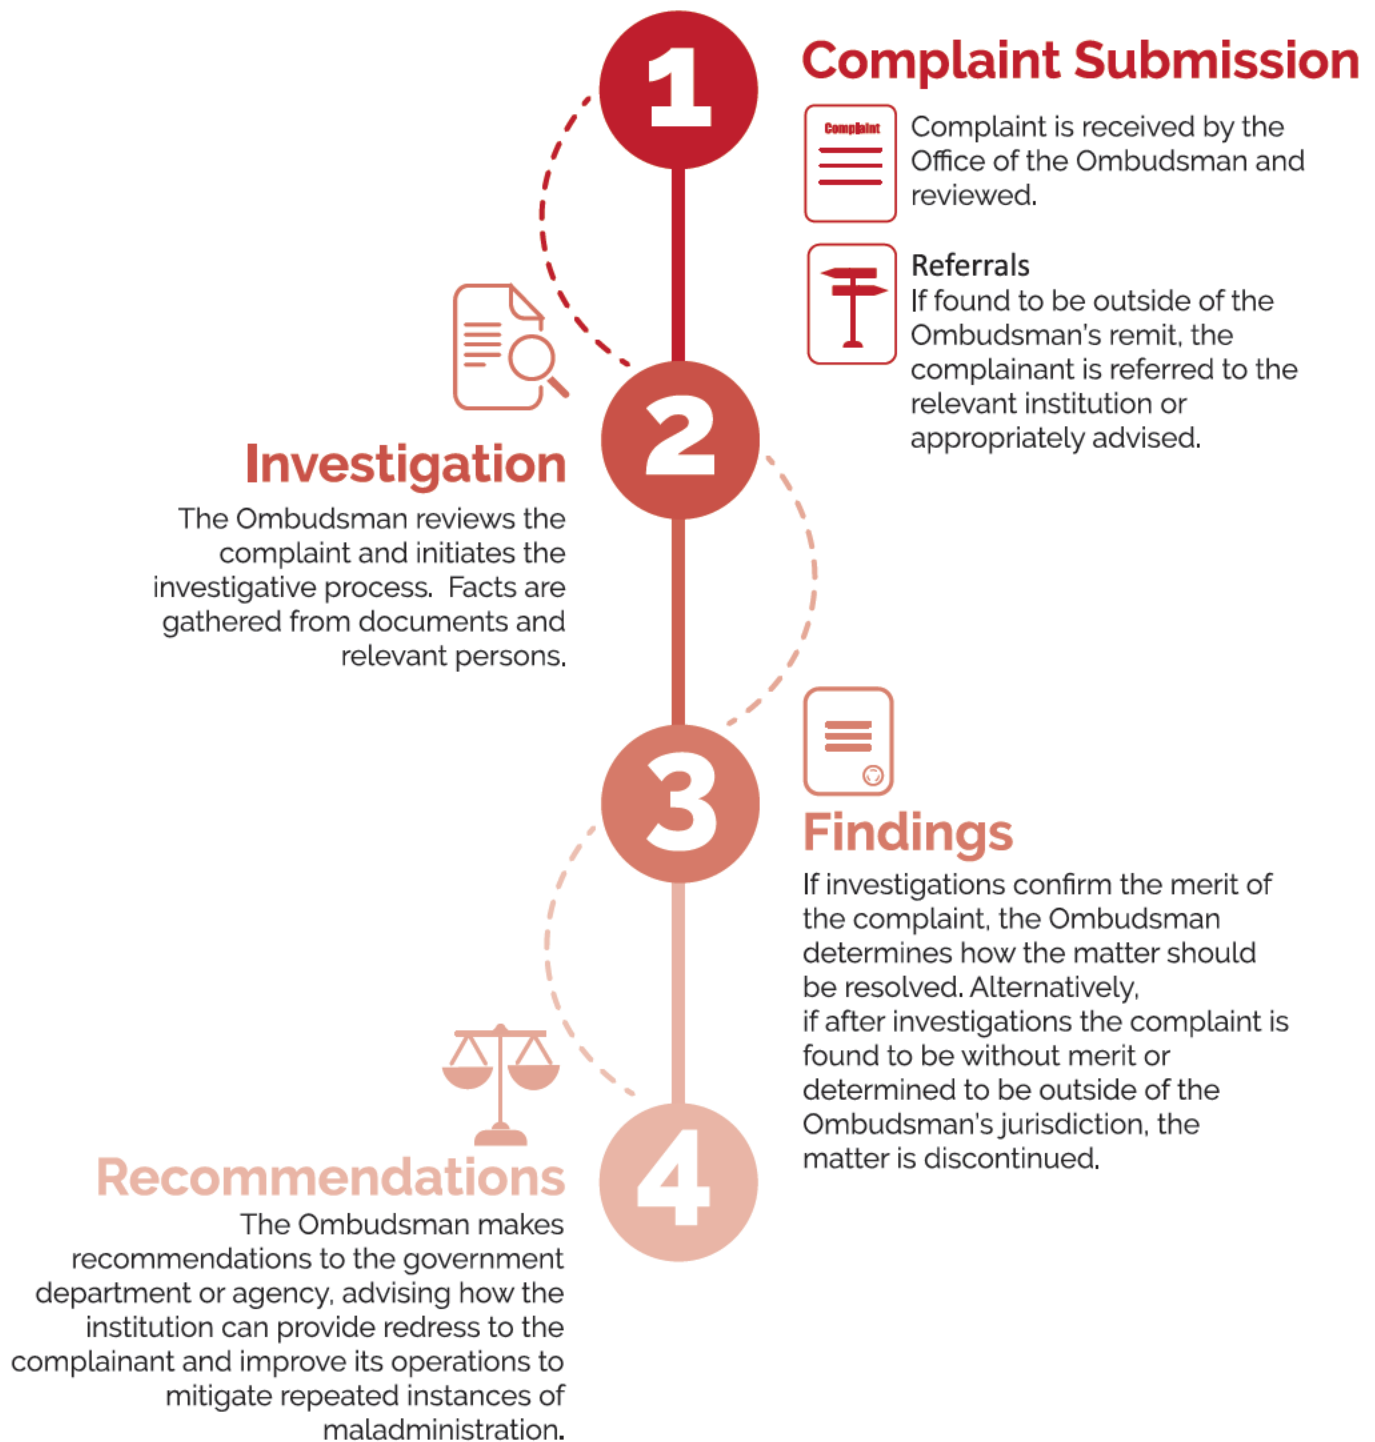 1
Complaint Submission
Complaint
Complaint is received by the
Office of the Ombudsman and
reviewed.
Referrals
If found to be outside of the
Ombudsman's remit, the
complainant is referred to the
relevant institution or
appropriately advised.
2
Investigation
The Ombudsman reviews the
complaint and initiates the
investigative process.  Facts are
gathered from documents and
relevant persons.
3
Findings
If investigations confirm the merit of
the complaint, the Ombudsman
determines how the matter should
be resolved. Alternatively,
if after investigations the complaint is
found to be without merit or
determined to be outside of the
Ombudsman's jurisdiction, the
matter is discontinued.
4
Recommendations
The Ombudsman makes
recommendations to the government
department or agency, advising how the
institution can provide redress to the
complainant and improve its operations to
mitigate repeated instances of
maladministration.